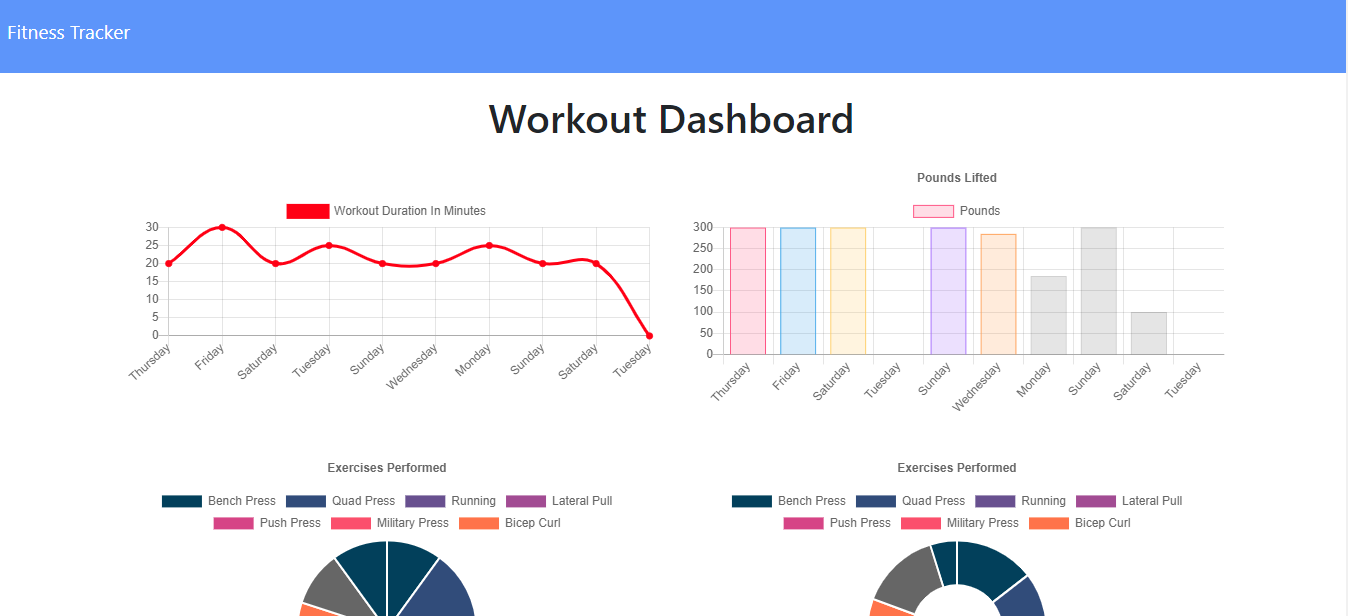 Fitness Tracker
Workout Dashboard
Workout Duration In Minutes
30
25
20
15
10
5
0
Thursday Friday Saturday Tuesday Sunday Wednesday Monday Sunday Saturday Tuesday
Pounds Lifted
Pounds
300
250
200
150
100
50
0
Thursday Friday Saturday Tuesday Sunday Wednesday Monday Sunday Saturday Tuesday
Exercises Performed
Bench Press Quad Press Running Lateral Pull
Push Press Military Press Bicep Curl
Exercises Performed
Bench Press Quad Press Running Lateral Pull
Push Press Military Press Bicep Curl